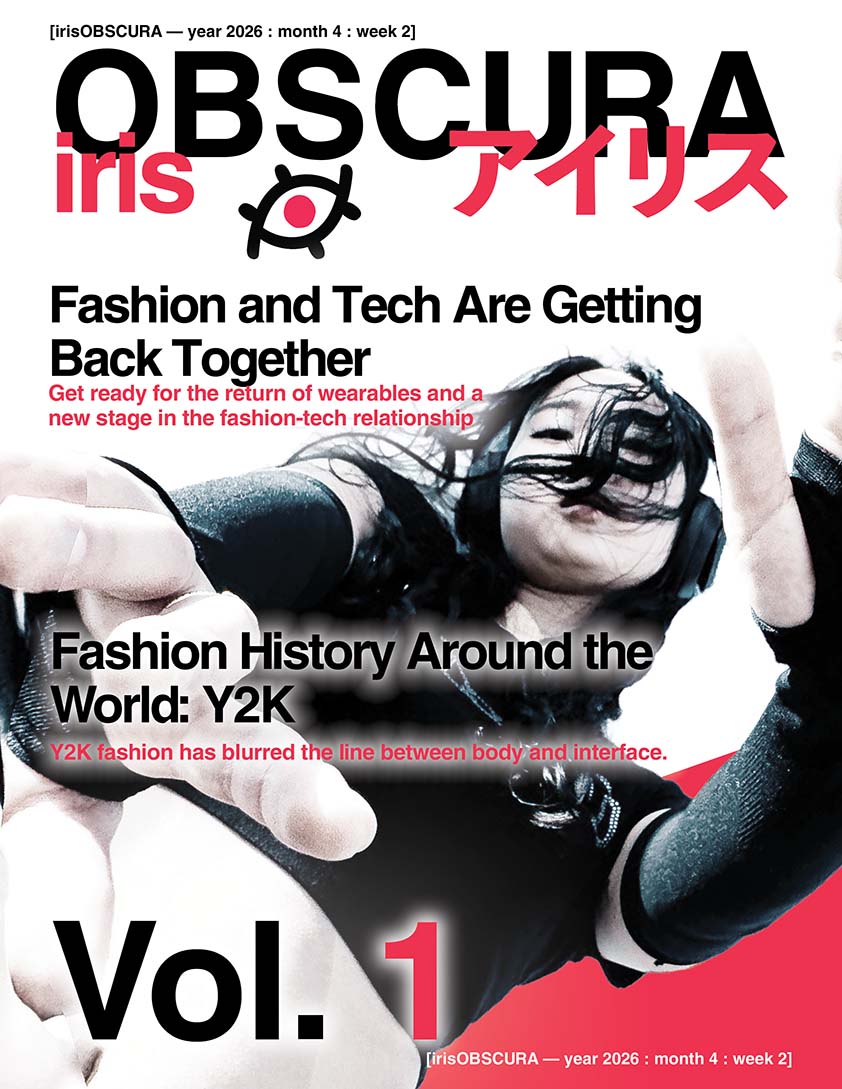 [irisOBSCURA — year 2026 : month 4 : week 2]
OBSCURA
iris アイリス
Fashion and Tech Are Getting
Back Together
Get ready for the return of wearables and a
new stage in the fashion-tech relationship
Fashion History Around the
World: Y2K
Y2K fashion has blurred the line between body and interface.
Vol. 1
[irisOBSCURA — year 2026 : month 4 : week 2]